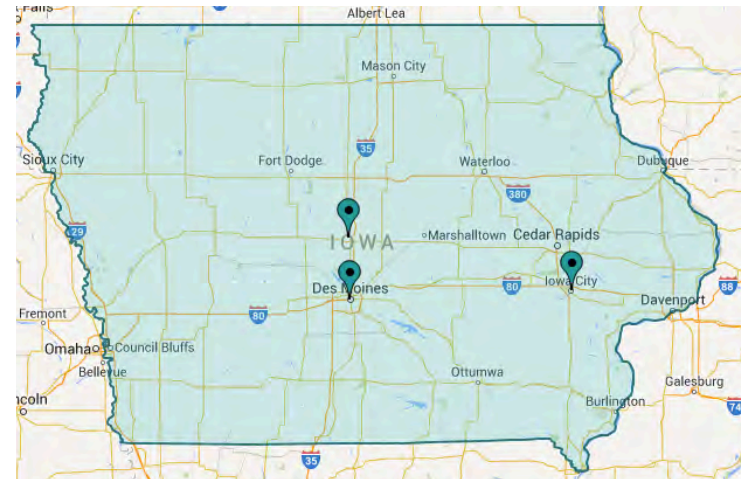 Albert Lea
Mason City
35
Sioux City
Fort Dodge
Waterloo
Dubuque
380
29
IOWA
Marshalltown
Cedar Rapids
Des Moines
80
Iowa City
88
Davenport
Fremont
80
Omaha
Council Bluffs
Bellevue
Ottumwa
Galesburg
Burlington
ncoln
74
35